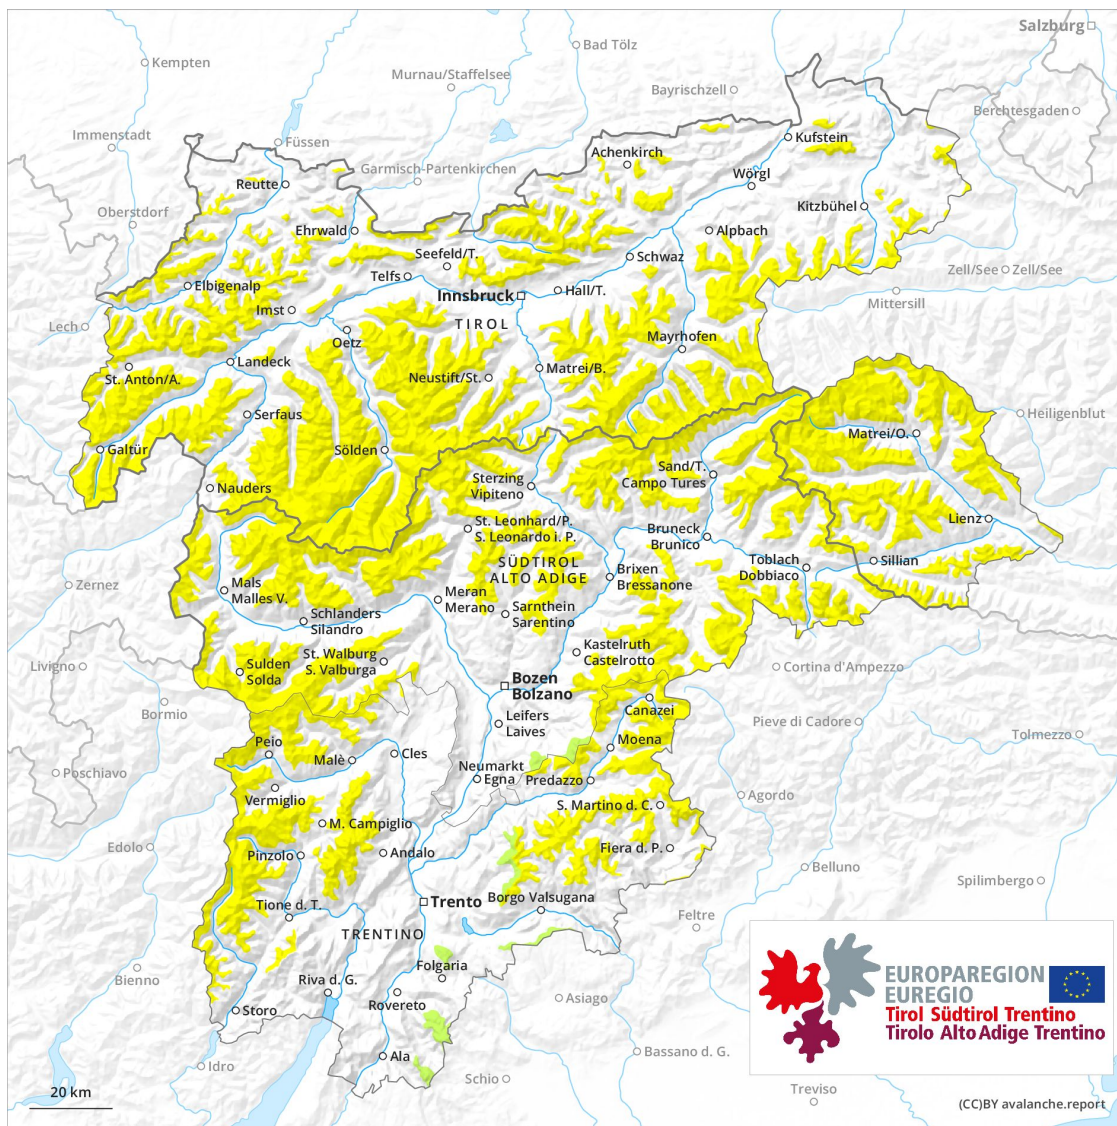 Salzburg
Kempten
Bad Tölz
Murnau/Staffelsee
Bayrischzell
Berchtesgaden
Immenstadt
Füssen
Kufstein
Achenkirch
Garmisch-Partenkirchen
Wörgl
Reutte
Oberstdorf
Kitzbühel
Ehrwald
Alpbach
Seefeld/T.
Schwaz
Telfs
Zell/See
Zell/See
Elbigenalp
Innsbruck
Hall/T.
Mittersill
Imst
TIROL
Lech
Oetz
Mayrhofen
Landeck
St. Anton/A.
Neustift/St.
Matrei/B.
Serfaus
Heiligenblut
Matrei/O.
Galtür
Sölden
Sand/T.
Campo Tures
Sterzing
Vipiteno
Nauders
St. Leonhard/P.
S. Leonardo i. P.
Lienz
Bruneck
Brunico
SÜDTIROL
ALTO ADIGE
Toblach
Dobbiaco
Sillian
Zernez
Mals
Malles V.
Brixen
Bressanone
Meran
Merano
Sarnthein
Sarentino
Schlanders
Silandro
Kastelruth
Castelrotto
St. Walburg
S. Valburga
Livigno
Sulden
Solda
Cortina d'Ampezzo
Bozen
Bolzano
Bormio
Canazei
Leifers
Laives
Pieve di Cadore
Tolmezzo
Peio
Malè
Cles
Moena
Poschiavo
Neumarkt
Egna
Predazzo
Vermiglio
S. Martino d. C.
Agordo
M. Campiglio
Edolo
Pinzolo
Andalo
Fiera d. P.
Belluno
Spilimbergo
Tione d. T.
Trento
Borgo Valsugana
Feltre
TRENTINO
Folgaria
Bienno
Riva d. G.
Rovereto
Asiago
Storo
EUROPAREGION
EUREGIO
Tirol Südtirol Trentino
Tirolo Alto Adige Trentino
Ala
Idro
Schio
Bassano d. G.
Treviso
20 km
(CC)BY avalanche.report